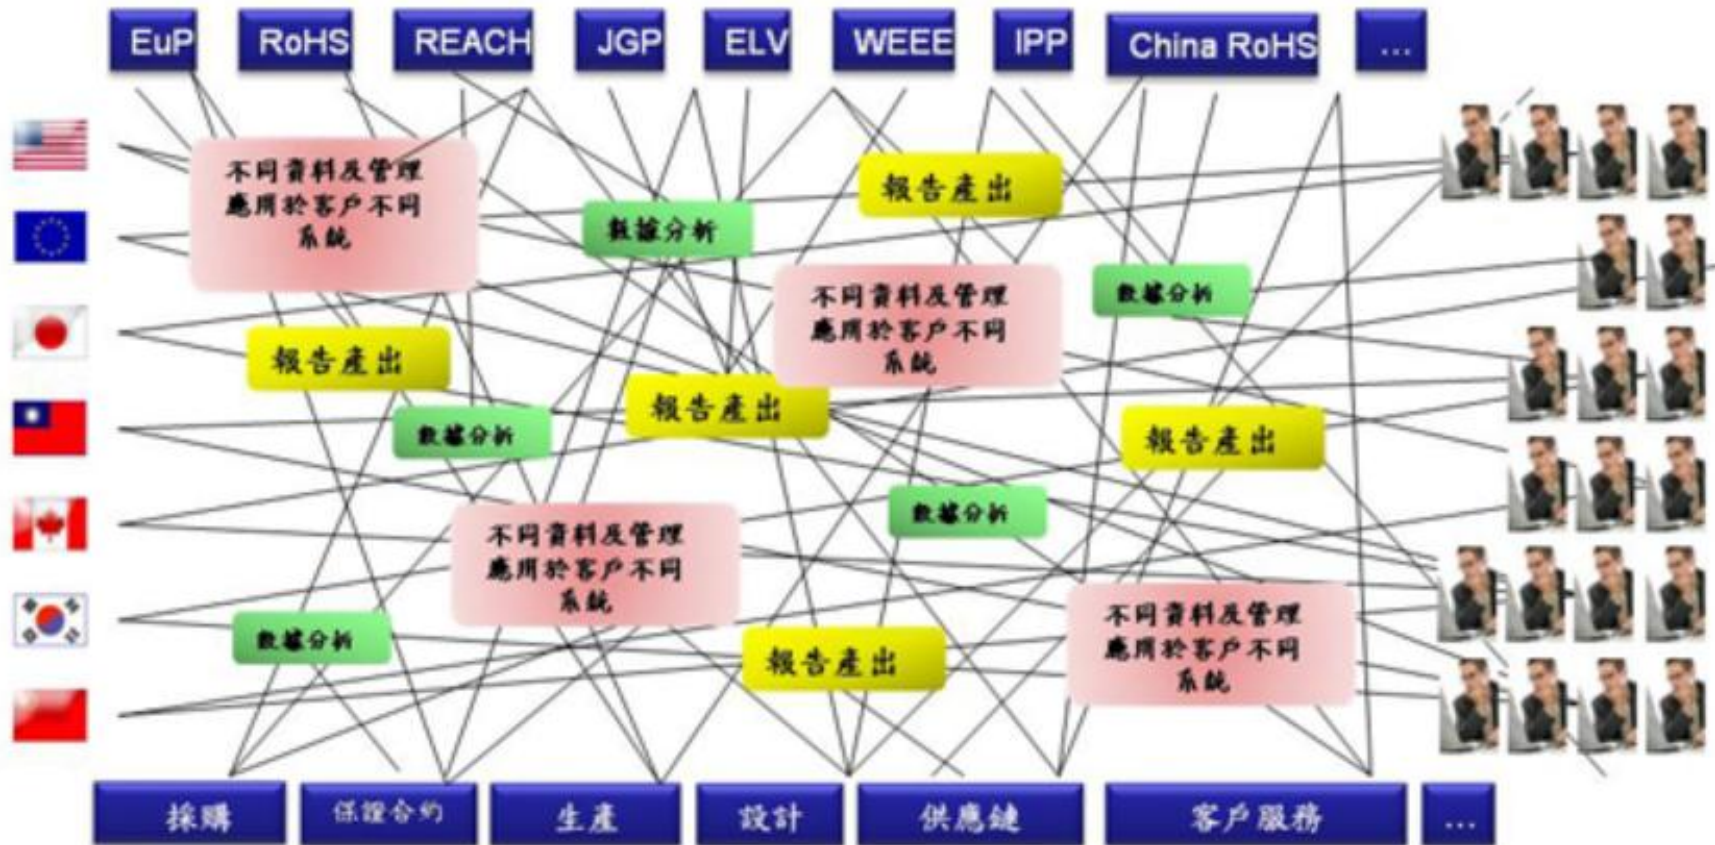 EuP
RoHS
REACH
JGP
ELV
WEEE
IPP
China RoHS
...
不同資料及管理
應用於客戶不同
系統
報告產出
數據分析
不同資料及管理
應用於客戶不同
系統
數據分析
報告產出
報告產出
數據分析
報告產出
數據分析
不同資料及管理
應用於客戶不同
系統
不同資料及管理
應用於客戶不同
系統
數據分析
報告產出
採購
保證合約
生產
設計
供應鏈
客戶服務
...